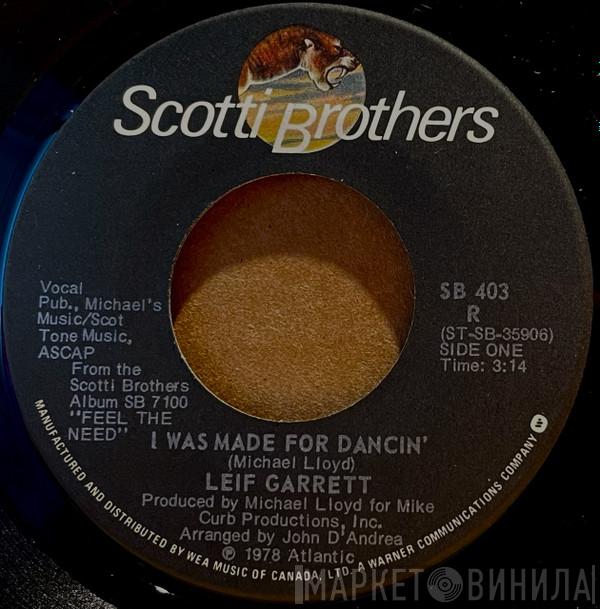 Scotti Brothers
Vocal
Pub., Michael's
Music/Scot
Tone Music,
ASCAP
From the
Scotti Brothers
Album SB 7100
"FEEL THE
NEED"
SB 403
R
(ST-SB-35906)
SIDE ONE
Time: 3:14
I WAS MADE FOR DANCIN'
(Michael Lloyd)
LEIF GARRETT
Produced by Michael Lloyd for Mike
Curb Productions, Inc.
Arranged by John D'Andrea
℗ 1978 Atlantic
MANUFACTURED AND DISTRIBUTED BY WEA MUSIC OF CANADA, LTD. A WARNER COMMUNICATIONS COMPANY
МАРКЕТ ВИНИЛА